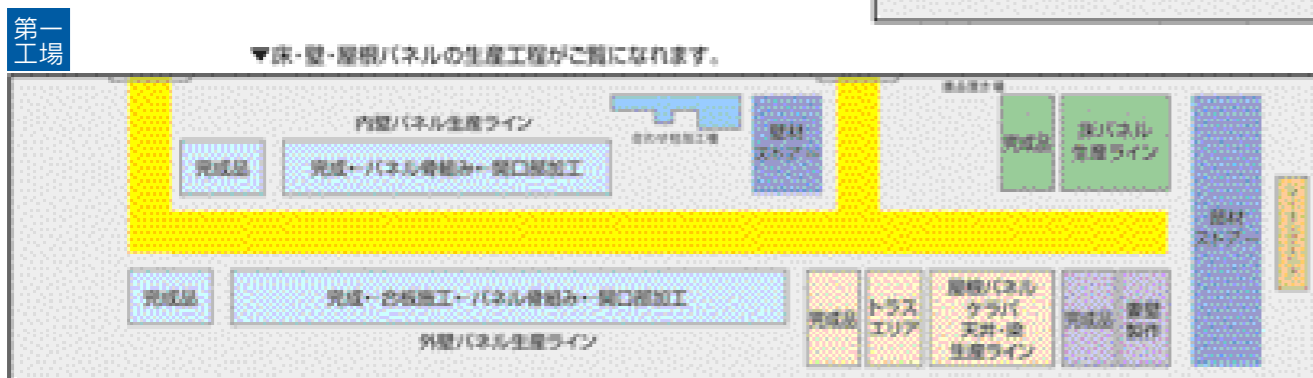 第一
工場
▼床・壁・屋根パネルの生産工程がご覧になれます。
内壁パネル生産ライン
完成品
完成←パネル骨組み←開口部加工
壁材
ストアー
完成品
床パネル
生産ライン
部材
ストアー
完成品
完成←合板施工←パネル骨組み←開口部加工
外壁パネル生産ライン
完成品
トラス
エリア
屋根パネル
ケラバ
天井・梁
生産ライン
完成品
妻壁
製作